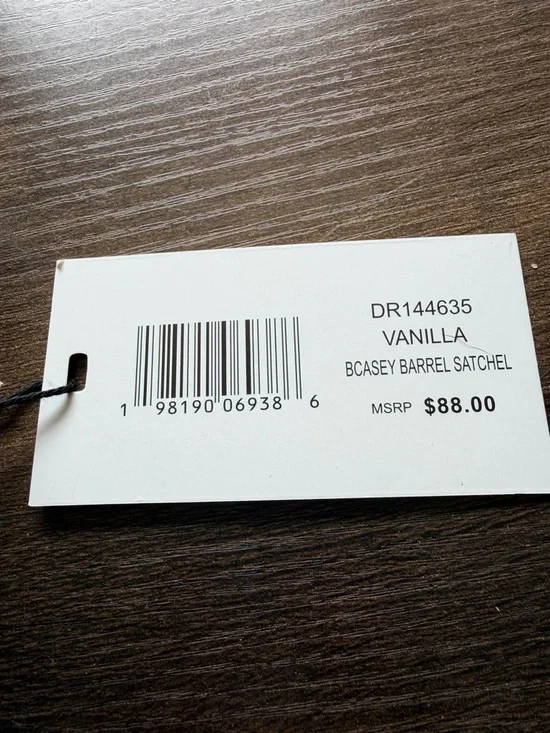 DR144635
VANILLA
BCASEY BARREL SATCHEL
MSRP $88.00
1 98190 06938 6